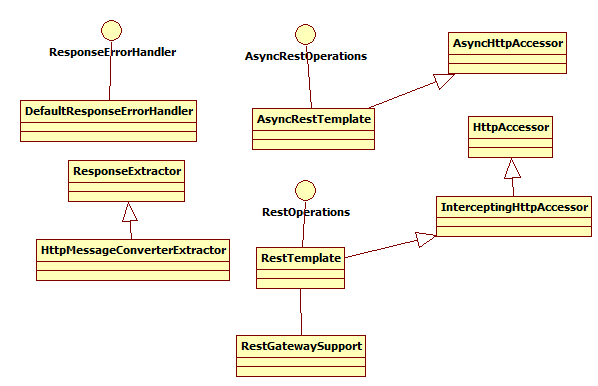 ResponseErrorHandler
DefaultResponseErrorHandler
ResponseExtractor
HttpMessageConverterExtractor
AsyncRestOperations
AsyncRestTemplate
AsyncHttpAccessor
HttpAccessor
InterceptingHttpAccessor
RestOperations
RestTemplate
RestGatewaySupport